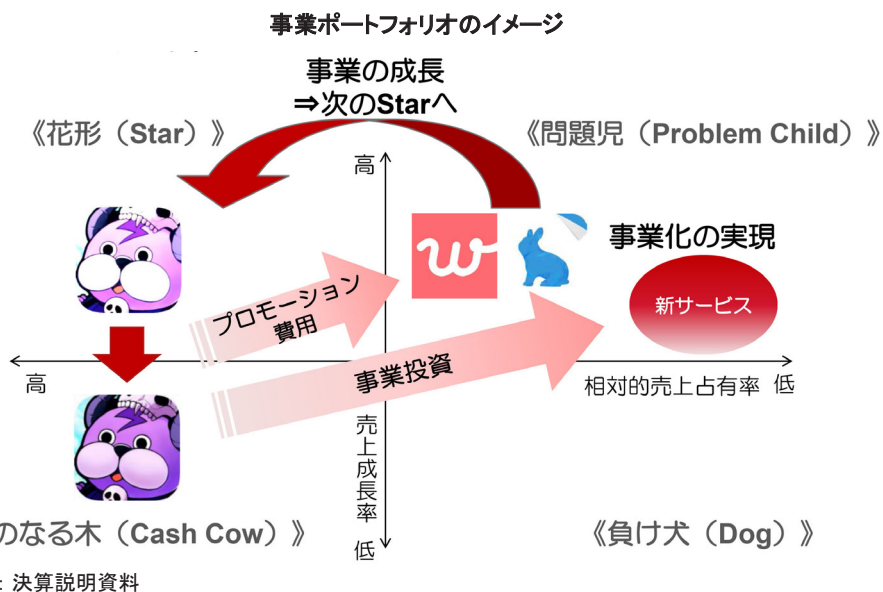 事業ポートフォリオのイメージ
事業の成長
⇒次のStarへ
《花形（Star）》
《問題児（Problem Child）》
高
w
事業化の実現
新サービス
プロモーション
費用
事業投資
高
相対的売上占有率 低
売上成長率
低
のなる木（Cash Cow）》
《負け犬（Dog）》
: 決算説明資料